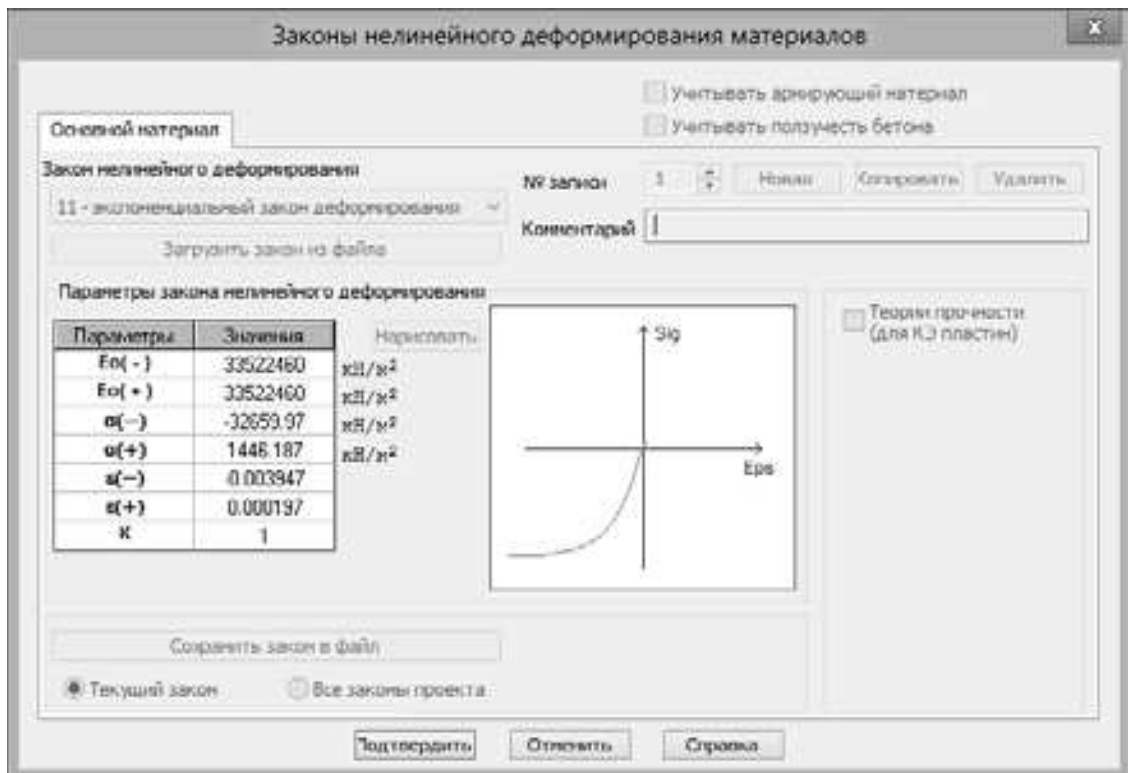 Законы нелинейного деформирования материалов
x
Учитывать армирующий материал
Учитывать ползучесть бетона
Основной материал
Закон нелинейного деформирования
№ записи 1 Новая Копировать Удалить
11 - экспоненциальный закон деформирования
Комментарий
Загрузить закон из файла
Параметры закона нелинейного деформирования
Теории прочности
(для КЭ пластин)
Параметры Значения Нарисовать
Eo( - ) 33522460 кН/м²
Eo( + ) 33522460 кН/м²
σ(−) -32659.97 кН/м²
σ(+) 1446.187 кН/м²
ε(−) -0.003947
ε(+) 0.000197
K 1
Sig
Eps
Сохранить закон в файл
Текущий закон Все законы проекта
Подтвердить Отменить Справка